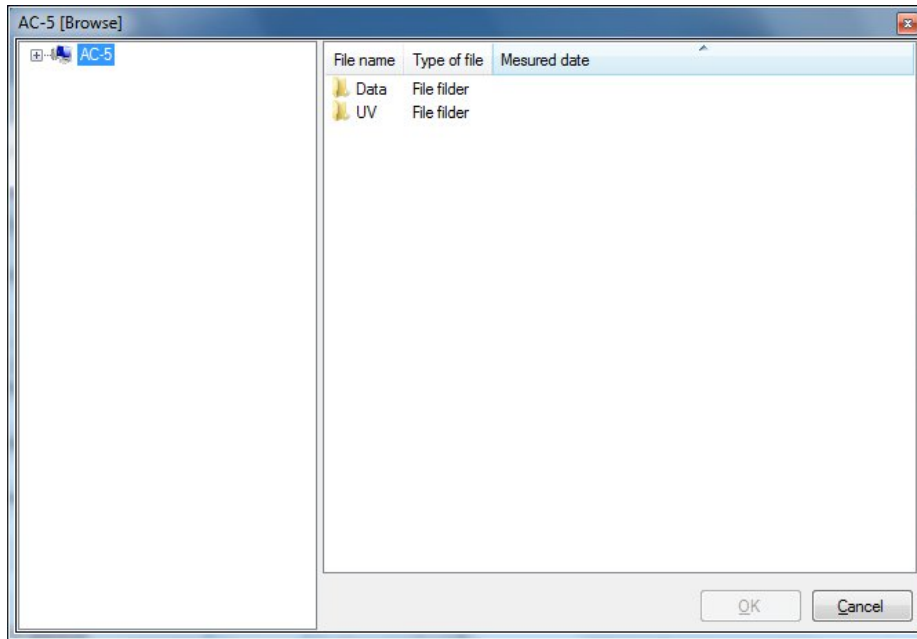 AC-5 [Browse]
AC-5
File name Type of file Mesured date
Data File filder
UV File filder
OK Cancel